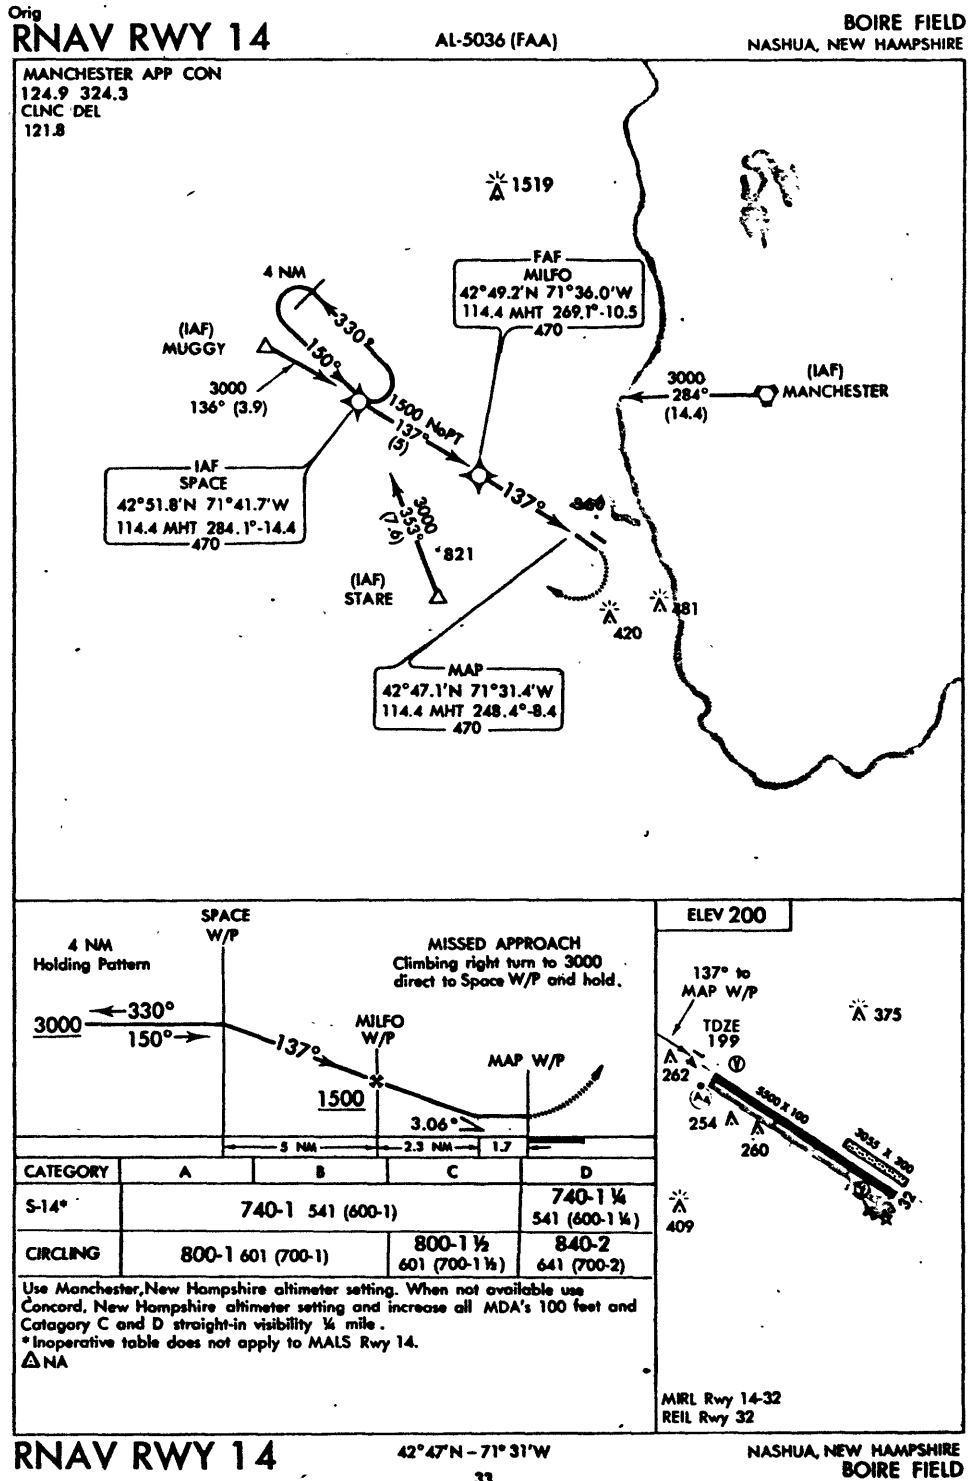 Orig
RNAV RWY 14
AL-5036 (FAA)
BOIRE FIELD
NASHUA, NEW HAMPSHIRE
MANCHESTER APP CON
124.9 324.3
CLNC DEL
121.8
1519
4 NM
330°
150°
(IAF)
MUGGY
3000
136° (3.9)
FAF
MILFO
42°49.2'N 71°36.0'W
114.4 MHT 269.1°-10.5
470
3000
284°
(14.4)
(IAF)
MANCHESTER
1500 NoPT
137°
(5)
IAF
SPACE
42°51.8'N 71°41.7'W
114.4 MHT 284.1°-14.4
470
137°
3000
353°
(7.6)
821
(IAF)
STARE
420
481
MAP
42°47.1'N 71°31.4'W
114.4 MHT 248.4°-8.4
470
SPACE
W/P
4 NM
Holding Pattern
MISSED APPROACH
Climbing right turn to 3000
direct to Space W/P and hold.
3000
330°
150°
137°
MILFO
W/P
1500
MAP W/P
3.06°
5 NM
2.3 NM
1.7
ELEV 200
137° to
MAP W/P
TDZE
199
375
262
254
260
5500 X 100
3055 X 300
32
409
CATEGORY A B C D
S-14* 740-1 541 (600-1) 740-1¼ 541 (600-1¼)
CIRCLING 800-1 601 (700-1) 800-1½ 601 (700-1½) 840-2 641 (700-2)
Use Manchester,New Hampshire altimeter setting. When not available use
Concord, New Hampshire altimeter setting and increase all MDA's 100 feet and
Catagory C and D straight-in visibility ¼ mile.
*Inoperative table does not apply to MALS Rwy 14.
NA
MIRL Rwy 14-32
REIL Rwy 32
RNAV RWY 14
42°47'N-71°31'W
NASHUA, NEW HAMPSHIRE
BOIRE FIELD
33